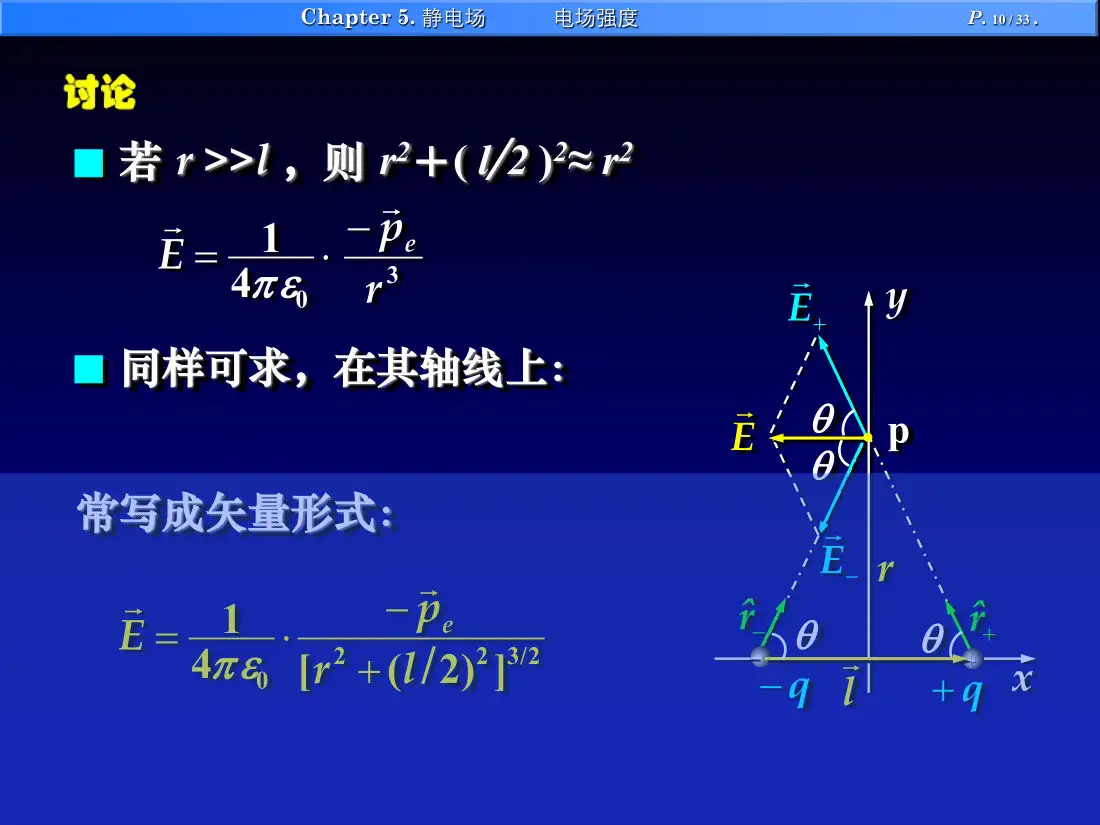 Chapter 5. 静电场 电场强度 P. 10 / 33 .
讨论
■ 若 r >>l ，则 r²＋( l/2 )²≈ r²
E⃗ = 1/(4πε₀) · −p⃗ₑ/r³
■ 同样可求，在其轴线上：
常写成矢量形式：
E⃗ = 1/(4πε₀) · −p⃗ₑ/[r² + (l/2)²]^{3/2}
E⃗₊
y
θ
E⃗
p
θ
E⃗₋
r
r̂₋
θ
θ
r̂₊
−q
l⃗
+q
x